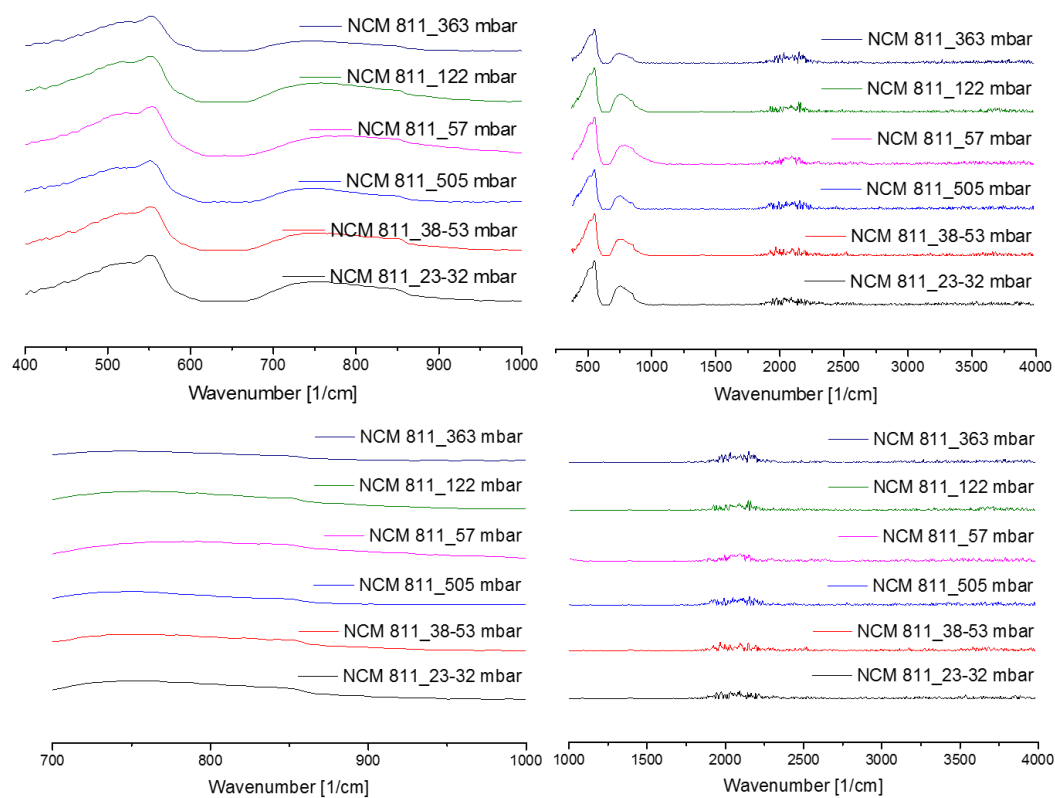 NCM 811_363 mbar
NCM 811_122 mbar
NCM 811_57 mbar
NCM 811_505 mbar
NCM 811_38-53 mbar
NCM 811_23-32 mbar
400 500 600 700 800 900 1000
Wavenumber [1/cm]
NCM 811_363 mbar
NCM 811_122 mbar
NCM 811_57 mbar
NCM 811_505 mbar
NCM 811_38-53 mbar
NCM 811_23-32 mbar
500 1000 1500 2000 2500 3000 3500 4000
Wavenumber [1/cm]
NCM 811_363 mbar
NCM 811_122 mbar
NCM 811_57 mbar
NCM 811_505 mbar
NCM 811_38-53 mbar
NCM 811_23-32 mbar
700 800 900 1000
Wavenumber [1/cm]
NCM 811_363 mbar
NCM 811_122 mbar
NCM 811_57 mbar
NCM 811_505 mbar
NCM 811_38-53 mbar
NCM 811_23-32 mbar
1000 1500 2000 2500 3000 3500 4000
Wavenumber [1/cm]